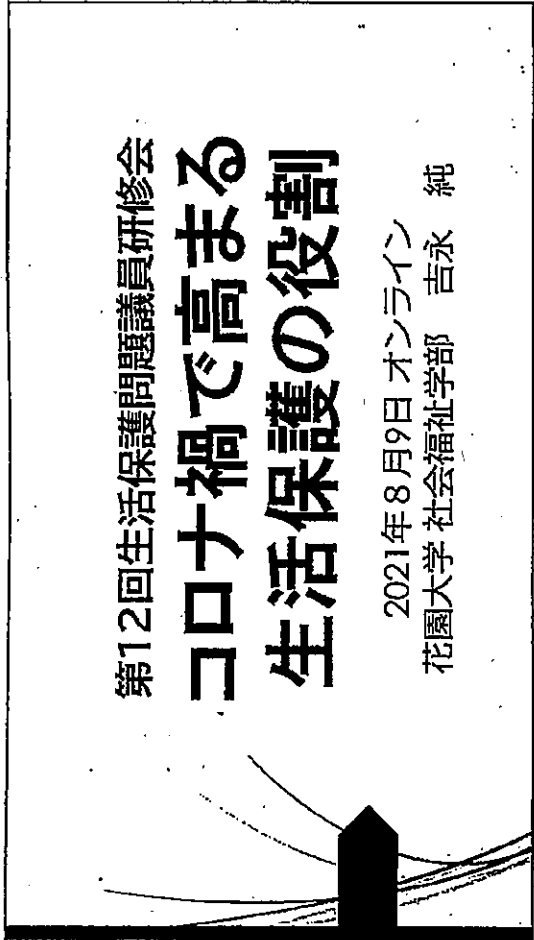 第12回生活保護問題議員研修会
コロナ禍で高まる
生活保護の役割
2021年8月9日 オンライン
花園大学 社会福祉学部 吉永 純